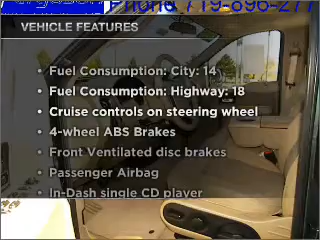 Phone 719-896-277
VEHICLE FEATURES
• Fuel Consumption: City: 14
• Fuel Consumption: Highway: 18
• Cruise controls on steering wheel
• 4-wheel ABS Brakes
• Front Ventilated disc brakes
• Passenger Airbag
• In-Dash single CD player